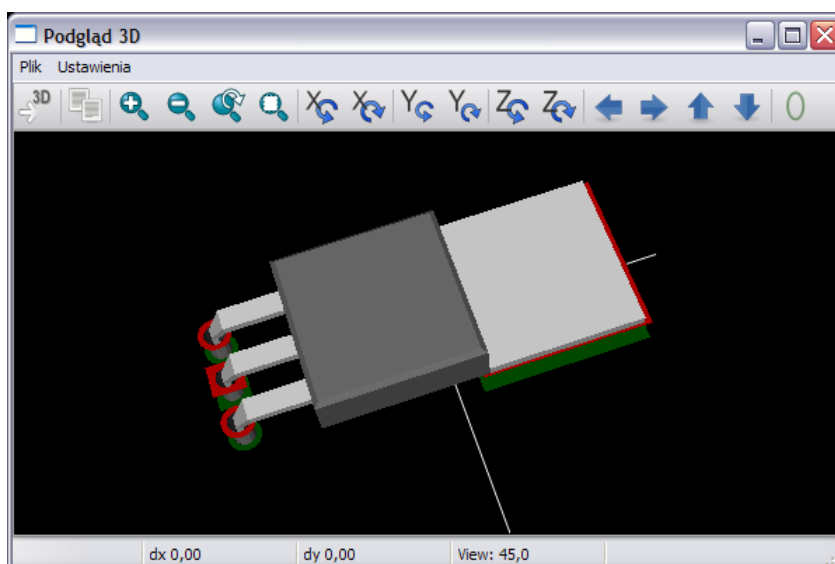 Podgląd 3D
Plik Ustawienia
3D X X Y Y Z Z
dx 0,00 dy 0,00 View: 45,0